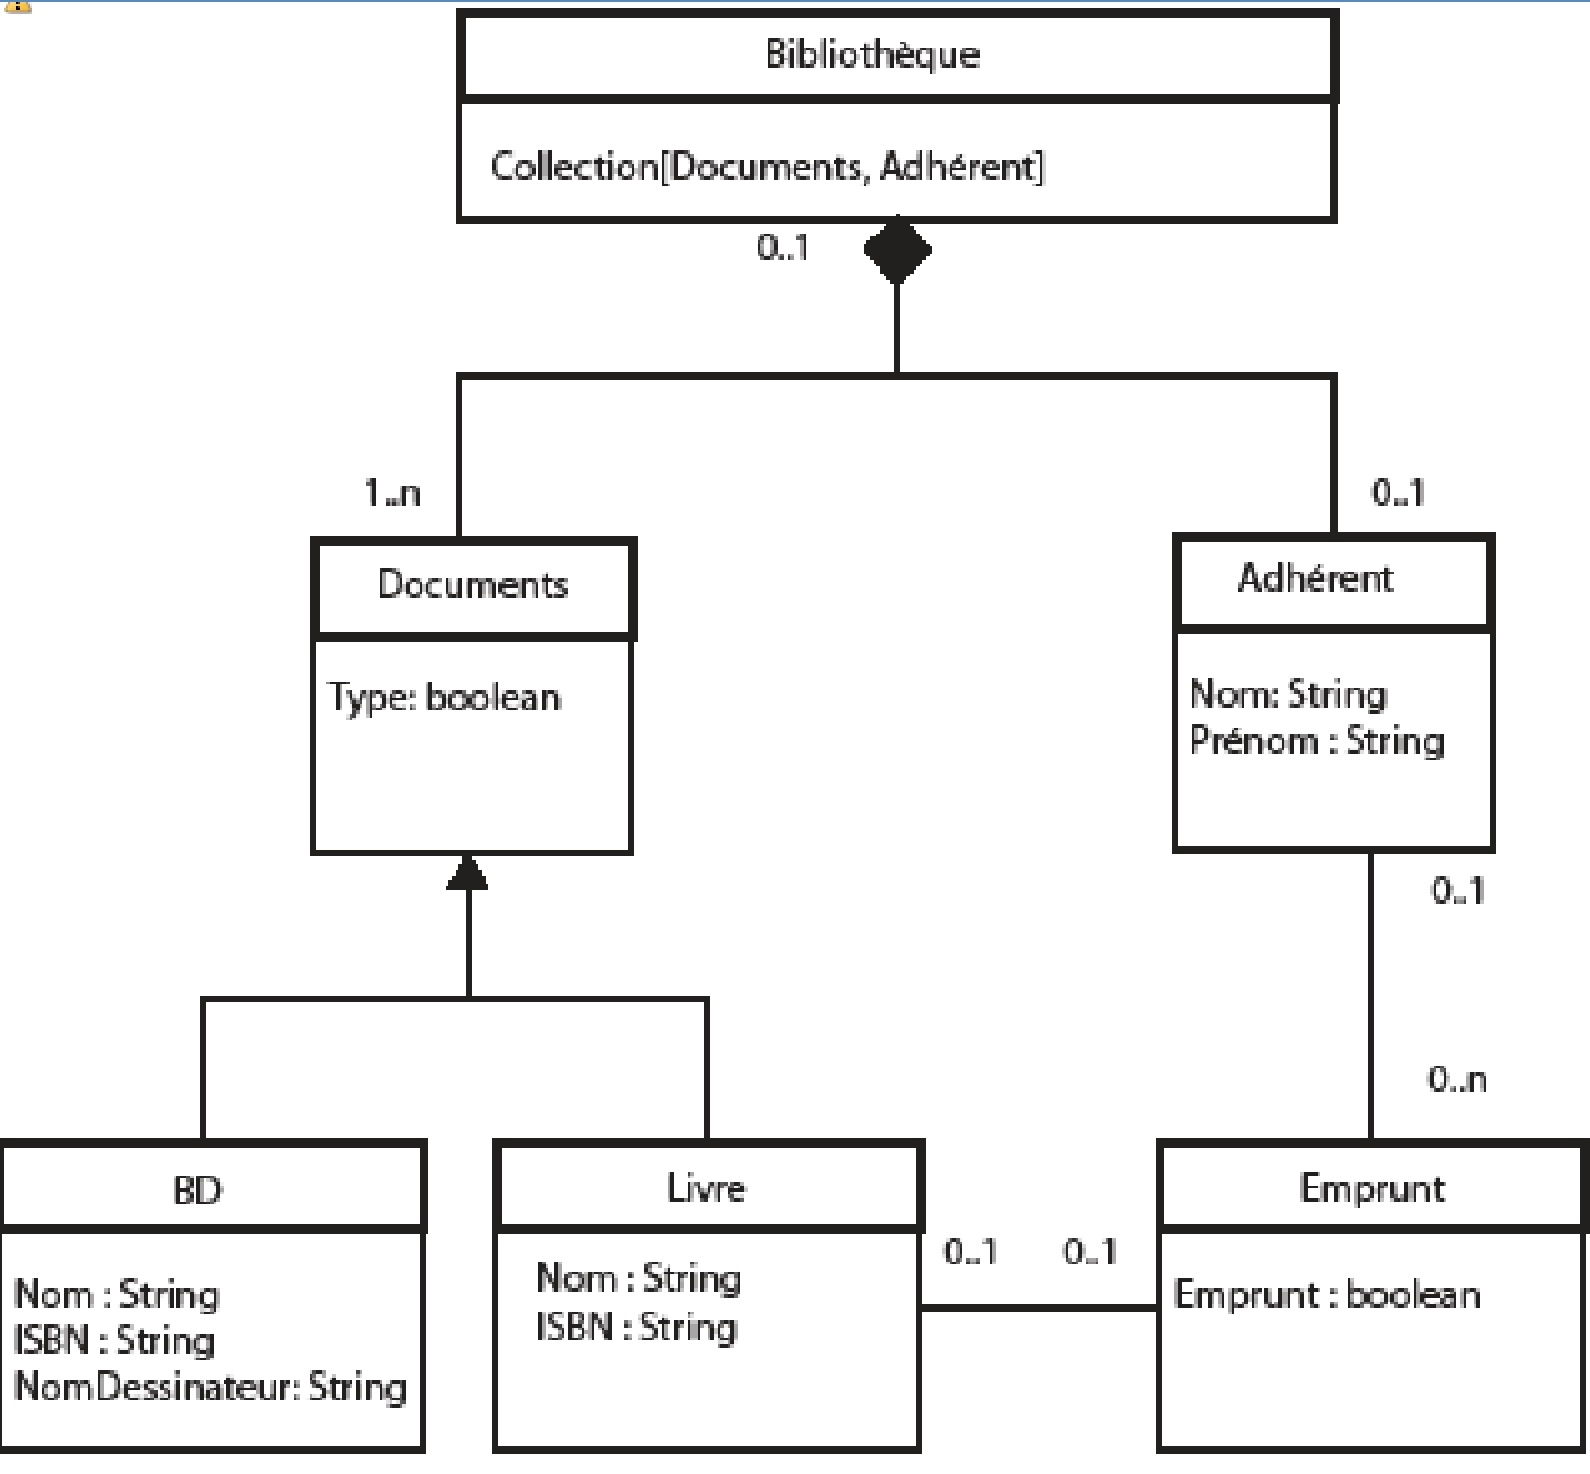 Bibliothèque
Collection[Documents, Adhérent]
0..1
1..n
0..1
Documents
Type: boolean
Adhérent
Nom: String
Prénom : String
0..1
0..n
BD
Nom : String
ISBN : String
NomDessinateur: String
Livre
Nom : String
ISBN : String
0..1
0..1
Emprunt
Emprunt : boolean